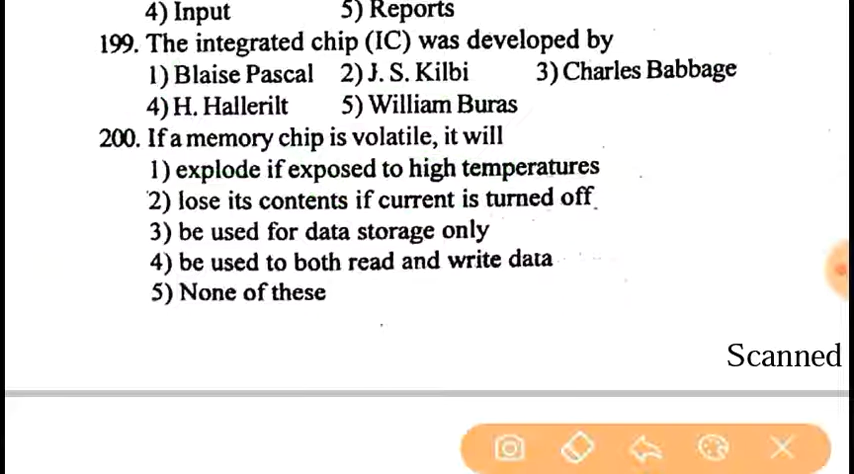 4) Input 5) Reports
199. The integrated chip (IC) was developed by
1) Blaise Pascal 2) J. S. Kilbi 3) Charles Babbage
4) H. Hallerilt 5) William Buras
200. If a memory chip is volatile, it will
1) explode if exposed to high temperatures
2) lose its contents if current is turned off
3) be used for data storage only
4) be used to both read and write data
5) None of these
Scanned